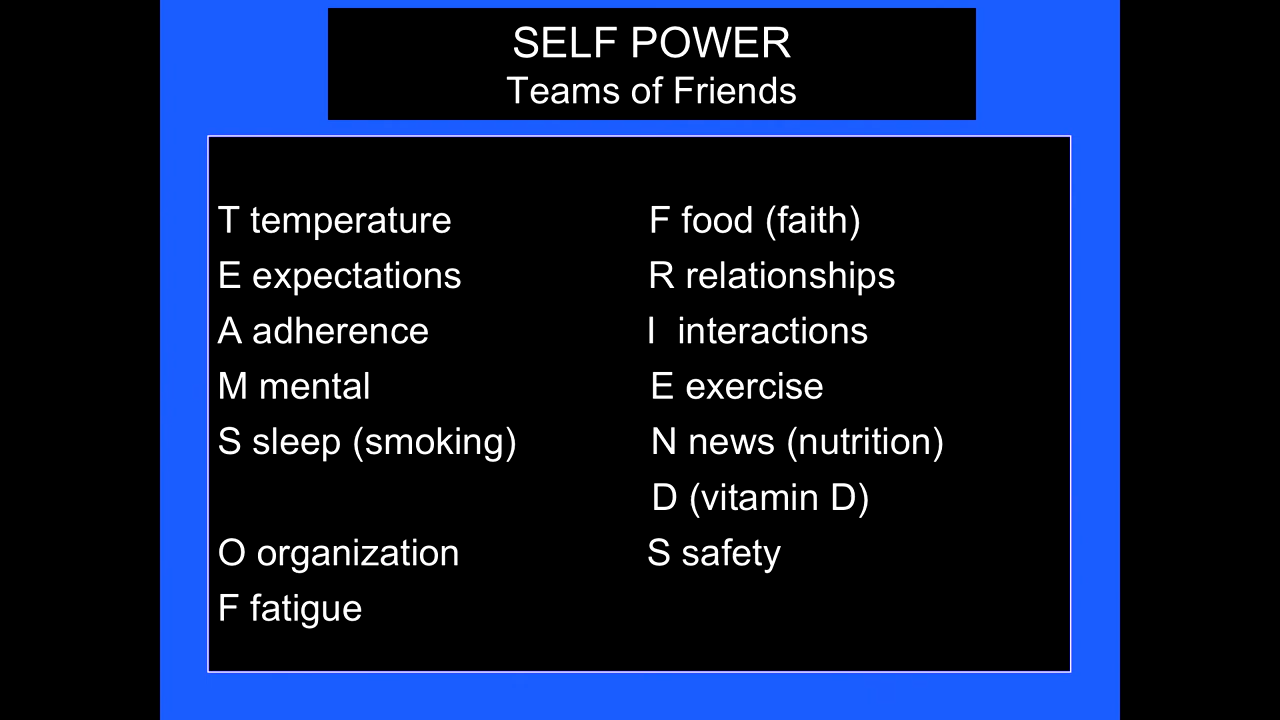 SELF POWER
Teams of Friends
T temperature
E expectations
A adherence
M mental
S sleep (smoking)
O organization
F fatigue
F food (faith)
R relationships
I interactions
E exercise
N news (nutrition)
D (vitamin D)
S safety